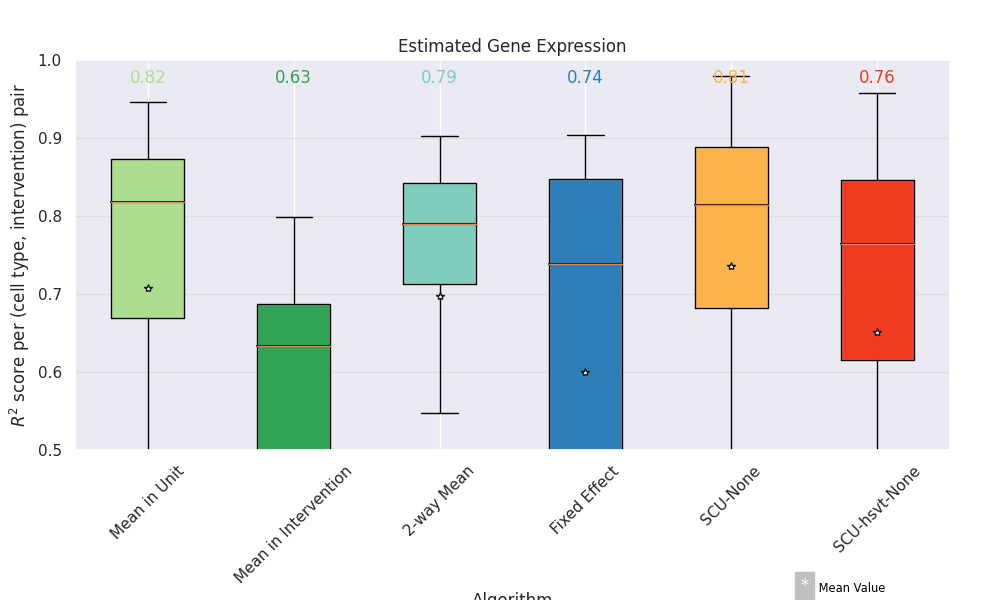 Estimated Gene Expression
R² score per (cell type, intervention) pair
1.0
0.9
0.8
0.7
0.6
0.5
0.82 0.63 0.79 0.74 0.81 0.76
Mean in Unit
Mean in Intervention
2-way Mean
Fixed Effect
SCU-None
SCU-hsvt-None
Algorithm
* Mean Value